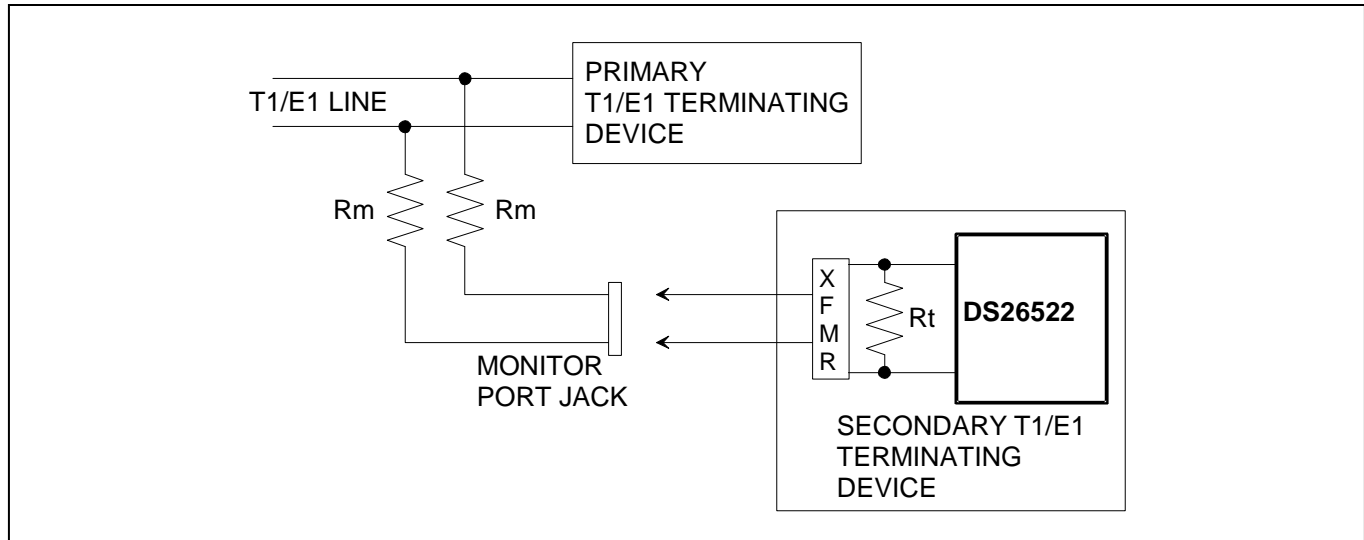 PRIMARY
T1/E1 TERMINATING
DEVICE
T1/E1 LINE
Rm
Rm
X
F
M
R
Rt
DS26522
MONITOR
PORT JACK
SECONDARY T1/E1
TERMINATING
DEVICE